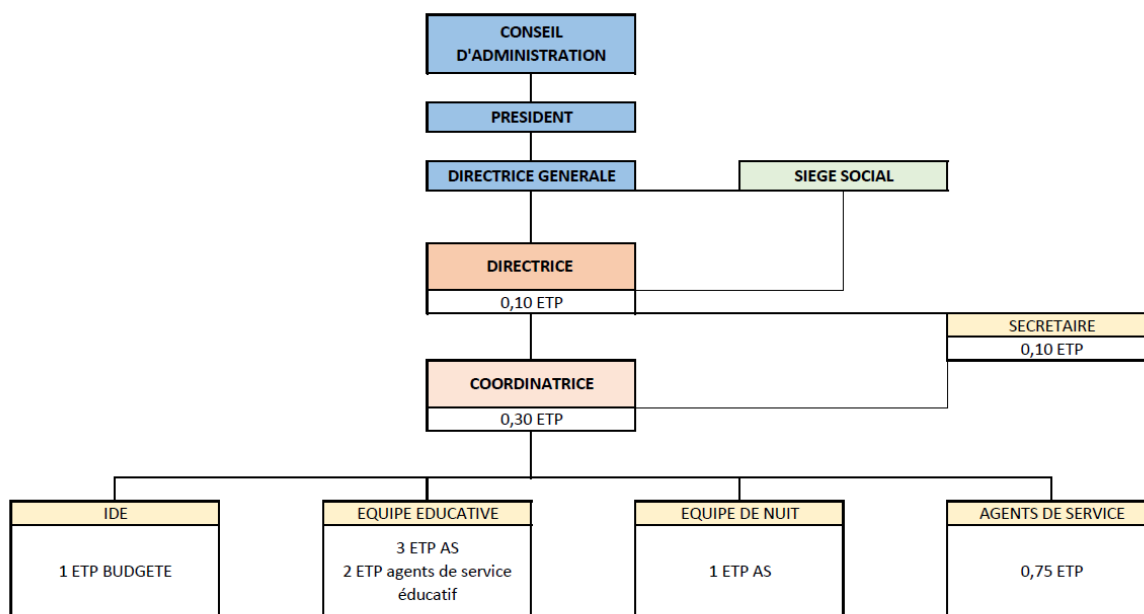 CONSEIL
D'ADMINISTRATION
PRESIDENT
DIRECTRICE GENERALE
SIEGE SOCIAL
DIRECTRICE
0,10 ETP
SECRETAIRE
0,10 ETP
COORDINATRICE
0,30 ETP
IDE
1 ETP BUDGETE
EQUIPE EDUCATIVE
3 ETP AS
2 ETP agents de service
éducatif
EQUIPE DE NUIT
1 ETP AS
AGENTS DE SERVICE
0,75 ETP